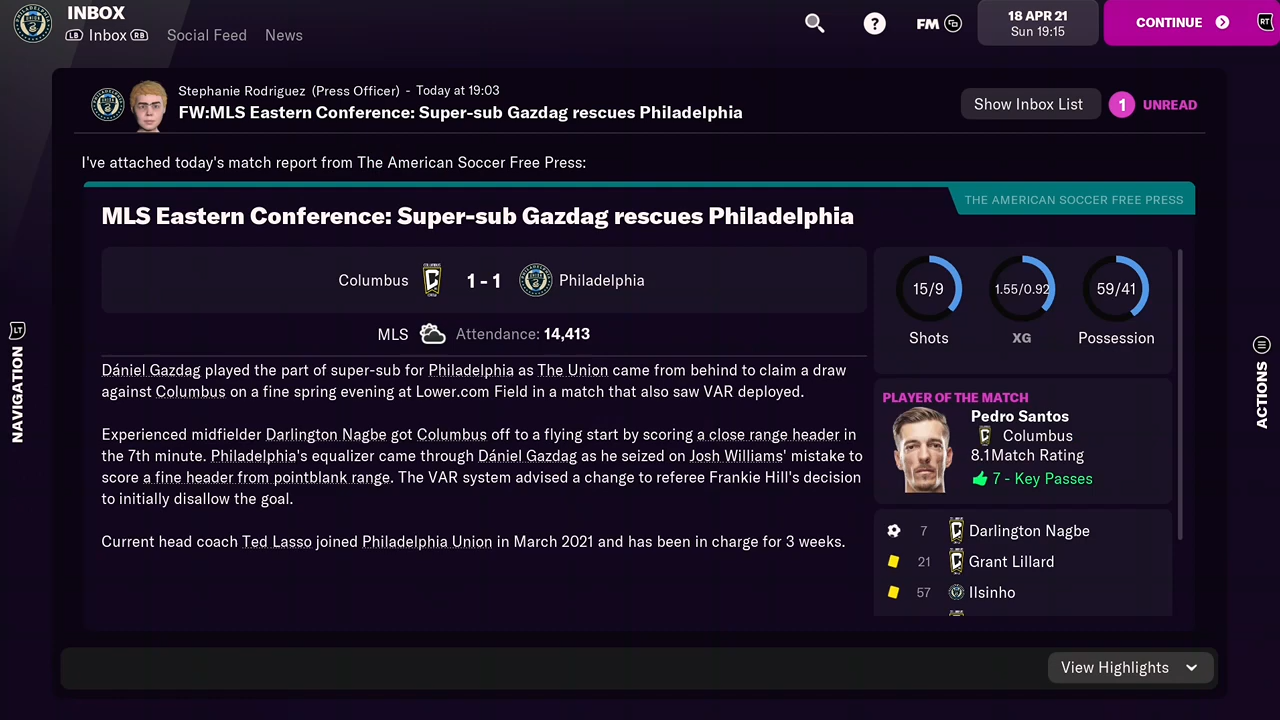 INBOX
LB Inbox RB Social Feed News
FM
18 APR 21
Sun 19:15
CONTINUE
RT
Stephanie Rodriguez (Press Officer) - Today at 19:03
FW:MLS Eastern Conference: Super-sub Gazdag rescues Philadelphia
Show Inbox List
1 UNREAD
I've attached today's match report from The American Soccer Free Press:
MLS Eastern Conference: Super-sub Gazdag rescues Philadelphia
THE AMERICAN SOCCER FREE PRESS
Columbus 1 - 1 Philadelphia
MLS Attendance: 14,413
Dániel Gazdag played the part of super-sub for Philadelphia as The Union came from behind to claim a draw
against Columbus on a fine spring evening at Lower.com Field in a match that also saw VAR deployed.
Experienced midfielder Darlington Nagbe got Columbus off to a flying start by scoring a close range header in
the 7th minute. Philadelphia's equalizer came through Dániel Gazdag as he seized on Josh Williams' mistake to
score a fine header from pointblank range. The VAR system advised a change to referee Frankie Hill's decision
to initially disallow the goal.
Current head coach Ted Lasso joined Philadelphia Union in March 2021 and has been in charge for 3 weeks.
15/9 1.55/0.92 59/41
Shots XG Possession
PLAYER OF THE MATCH
Pedro Santos
Columbus
8.1 Match Rating
7 - Key Passes
7 Darlington Nagbe
21 Grant Lillard
57 Ilsinho
View Highlights
LT
NAVIGATION
ACTIONS